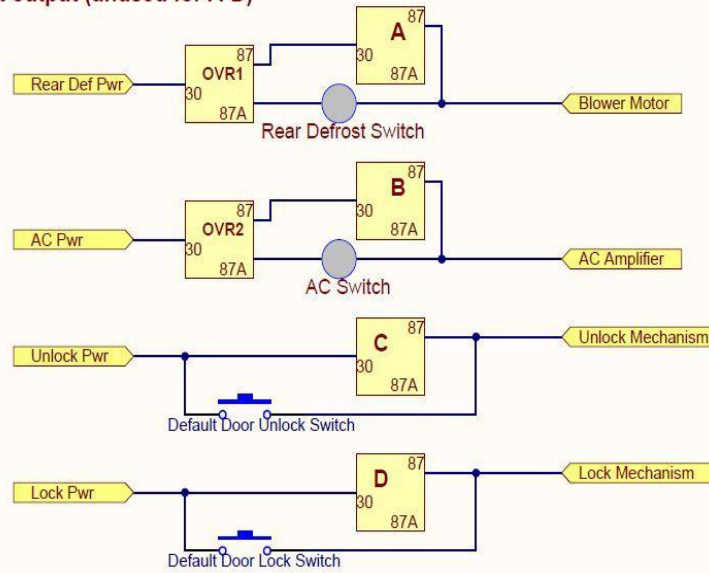 87
A
OVR1
30
Rear Def Pwr
30
87A
87A
Blower Motor
Rear Defrost Switch
87
B
87
OVR2
30
AC Pwr
30
87A
87A
AC Amplifier
AC Switch
87
C
Unlock Mechanism
Unlock Pwr
30
87A
Default Door Unlock Switch
87
D
Lock Mechanism
Lock Pwr
30
87A
Default Door Lock Switch
87